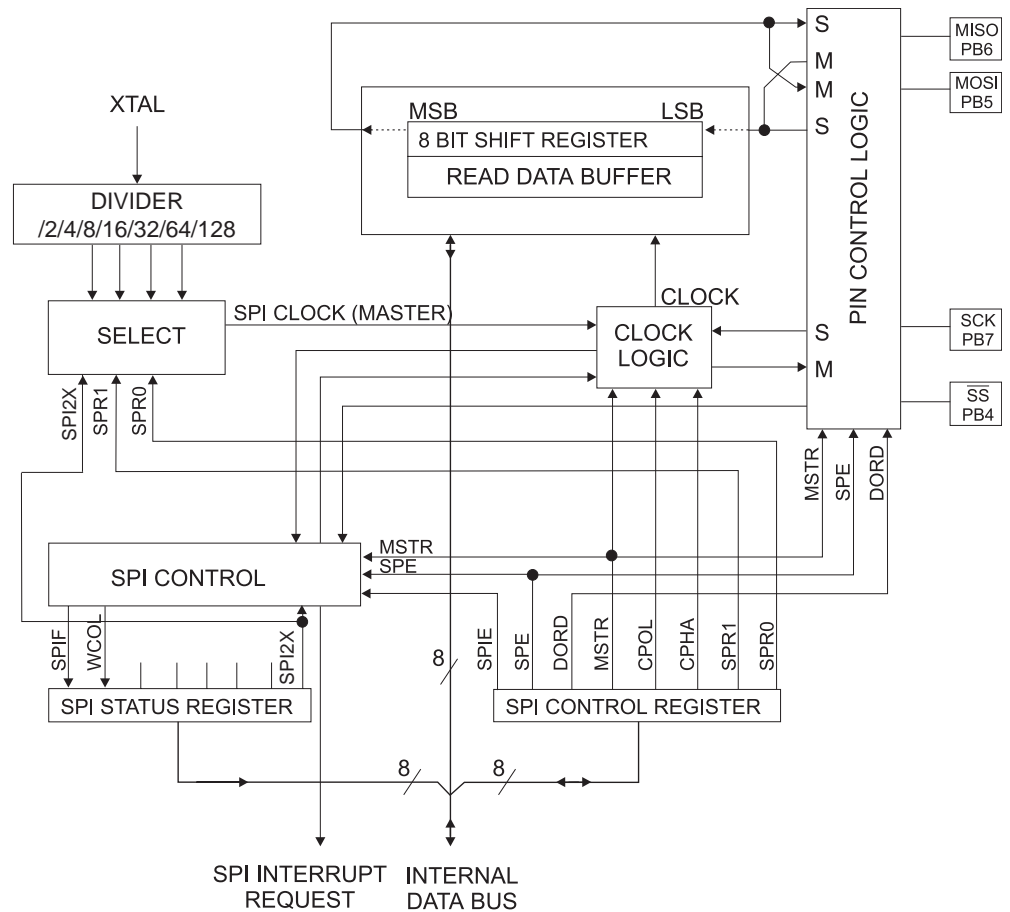 S
MISO
PB6
M
MOSI
PB5
M
S
PIN CONTROL LOGIC
MSB
LSB
8 BIT SHIFT REGISTER
READ DATA BUFFER
XTAL
DIVIDER
/2/4/8/16/32/64/128
SELECT
SPI CLOCK (MASTER)
CLOCK
CLOCK
LOGIC
S
M
SCK
PB7
SS
PB4
SPI2X
SPR1
SPR0
MSTR
SPE
DORD
SPI CONTROL
MSTR
SPE
SPIF
WCOL
SPI2X
SPIE
SPE
DORD
MSTR
CPOL
CPHA
SPR1
SPR0
8
SPI STATUS REGISTER
SPI CONTROL REGISTER
8
8
SPI INTERRUPT
REQUEST
INTERNAL
DATA BUS